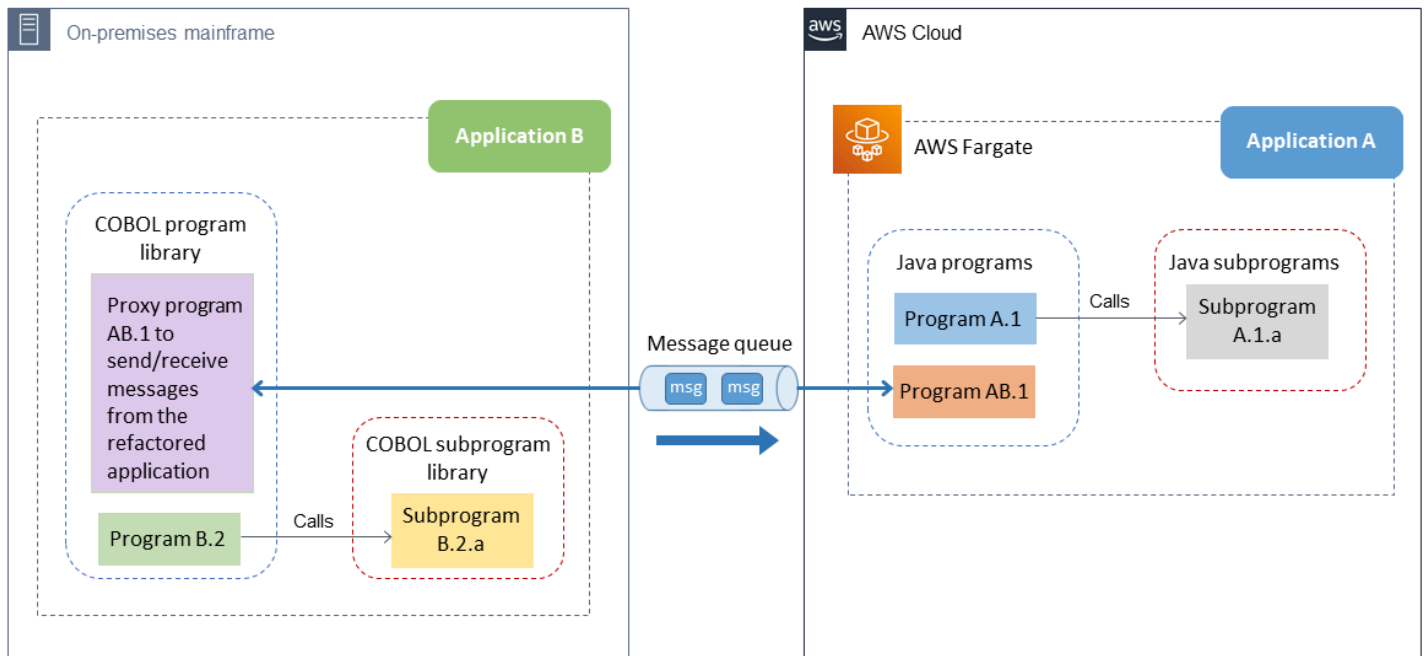 On-premises mainframe
aws
AWS Cloud
Application B
AWS Fargate
Application A
COBOL program
library
Proxy program
AB.1 to
send/receive
messages
from the
refactored
application
Program B.2
Calls
COBOL subprogram
library
Subprogram
B.2.a
Message queue
msg
msg
Java programs
Program A.1
Program AB.1
Calls
Java subprograms
Subprogram
A.1.a